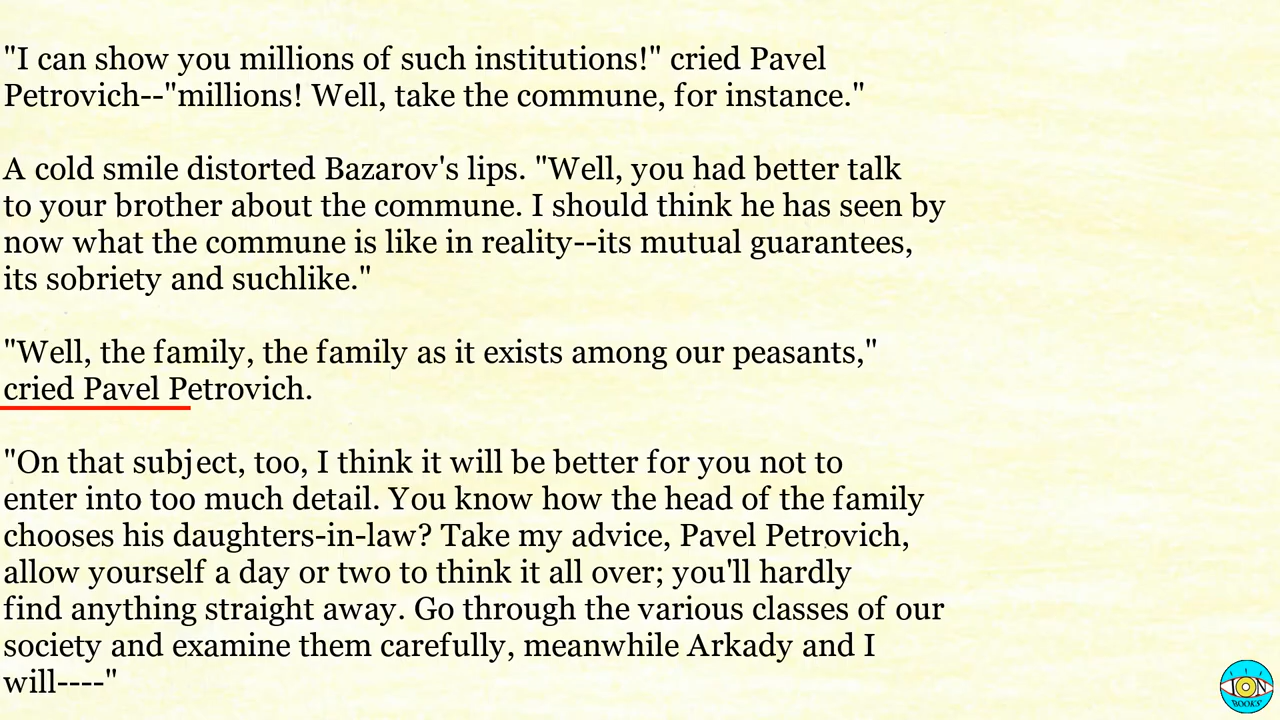 "I can show you millions of such institutions!" cried Pavel
Petrovich--"millions! Well, take the commune, for instance."
A cold smile distorted Bazarov's lips. "Well, you had better talk
to your brother about the commune. I should think he has seen by
now what the commune is like in reality--its mutual guarantees,
its sobriety and suchlike."
"Well, the family, the family as it exists among our peasants,"
cried Pavel Petrovich.
"On that subject, too, I think it will be better for you not to
enter into too much detail. You know how the head of the family
chooses his daughters-in-law? Take my advice, Pavel Petrovich,
allow yourself a day or two to think it all over; you'll hardly
find anything straight away. Go through the various classes of our
society and examine them carefully, meanwhile Arkady and I
will----"
ION
BOOKS